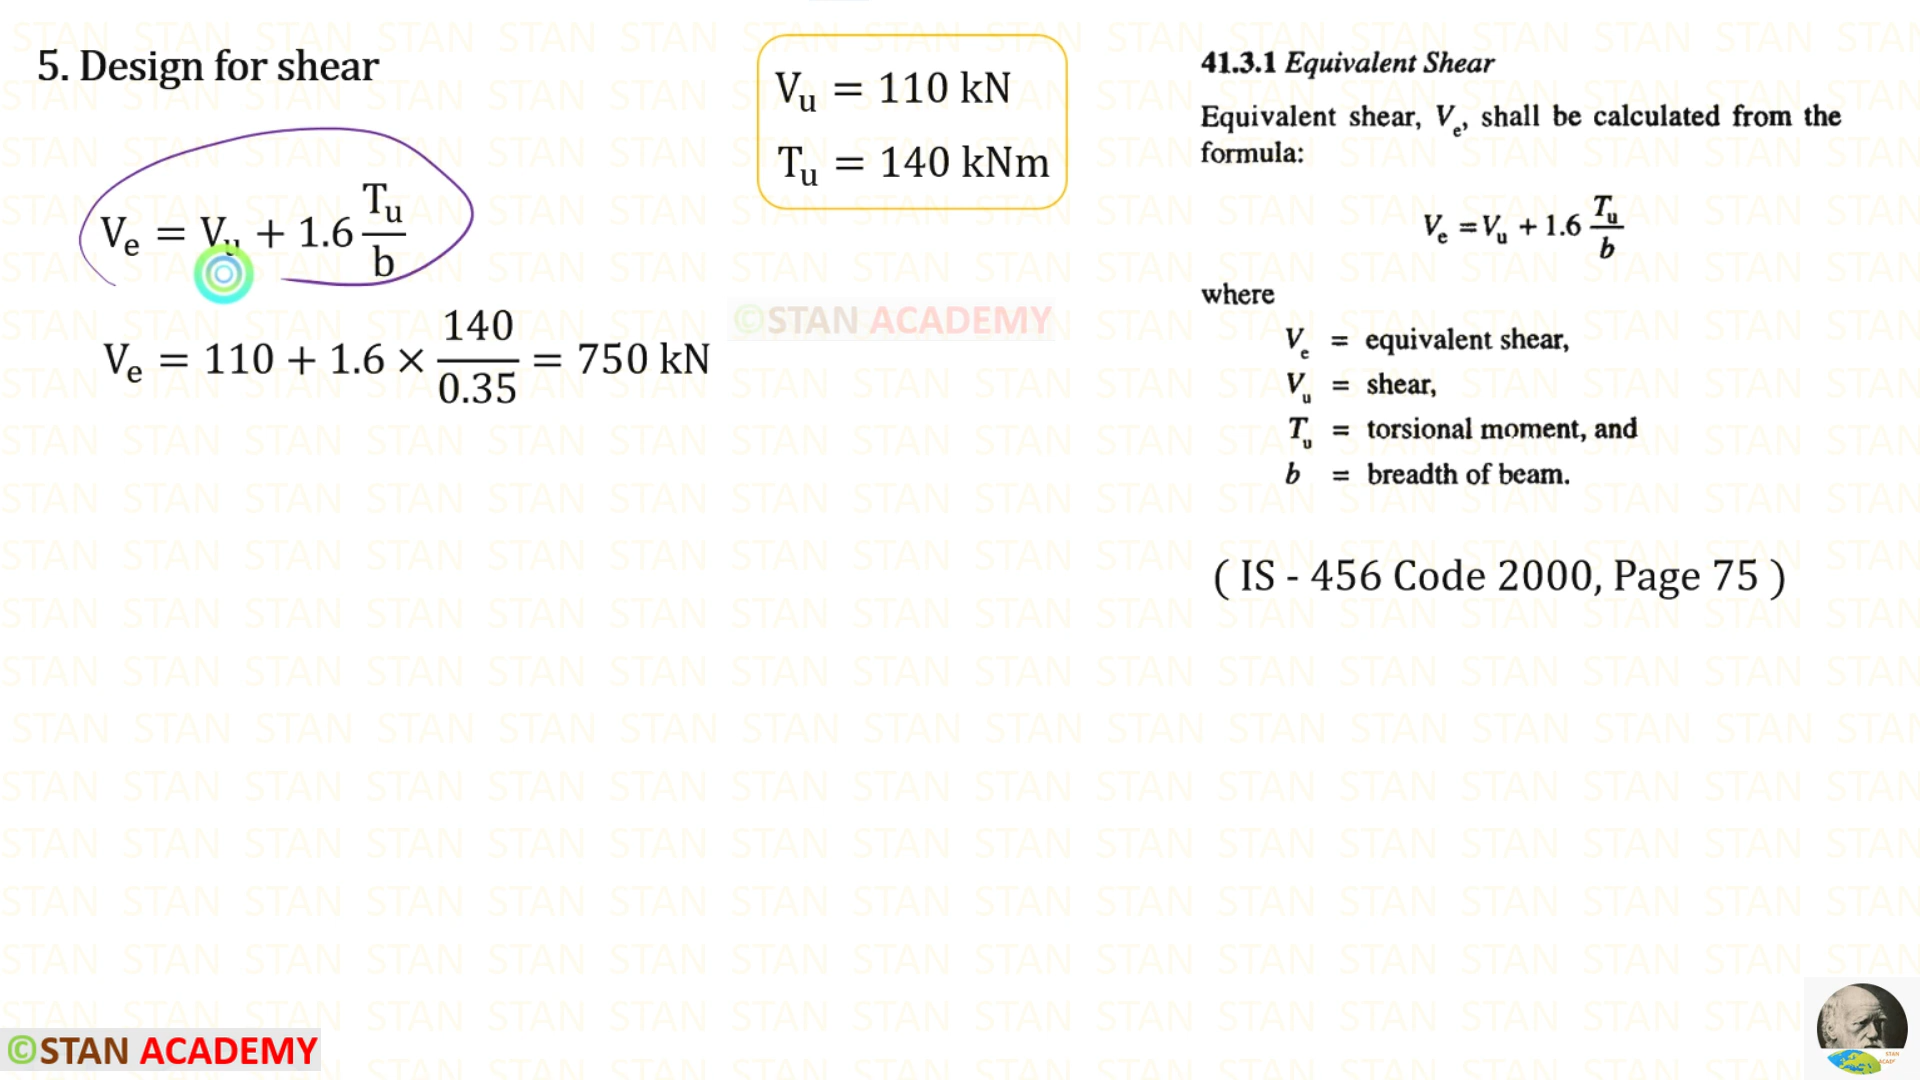 5. Design for shear
Vₑ = Vᵤ + 1.6 Tᵤ/b
Vₑ = 110 + 1.6 × 140/0.35 = 750 kN
Vᵤ = 110 kN
Tᵤ = 140 kNm
©STAN ACADEMY
41.3.1 Equivalent Shear
Equivalent shear, Vₑ, shall be calculated from the
formula:
Vₑ = Vᵤ + 1.6 Tᵤ/b
where
Vₑ = equivalent shear,
Vᵤ = shear,
Tᵤ = torsional moment, and
b = breadth of beam.
( IS - 456 Code 2000, Page 75 )
©STAN ACADEMY